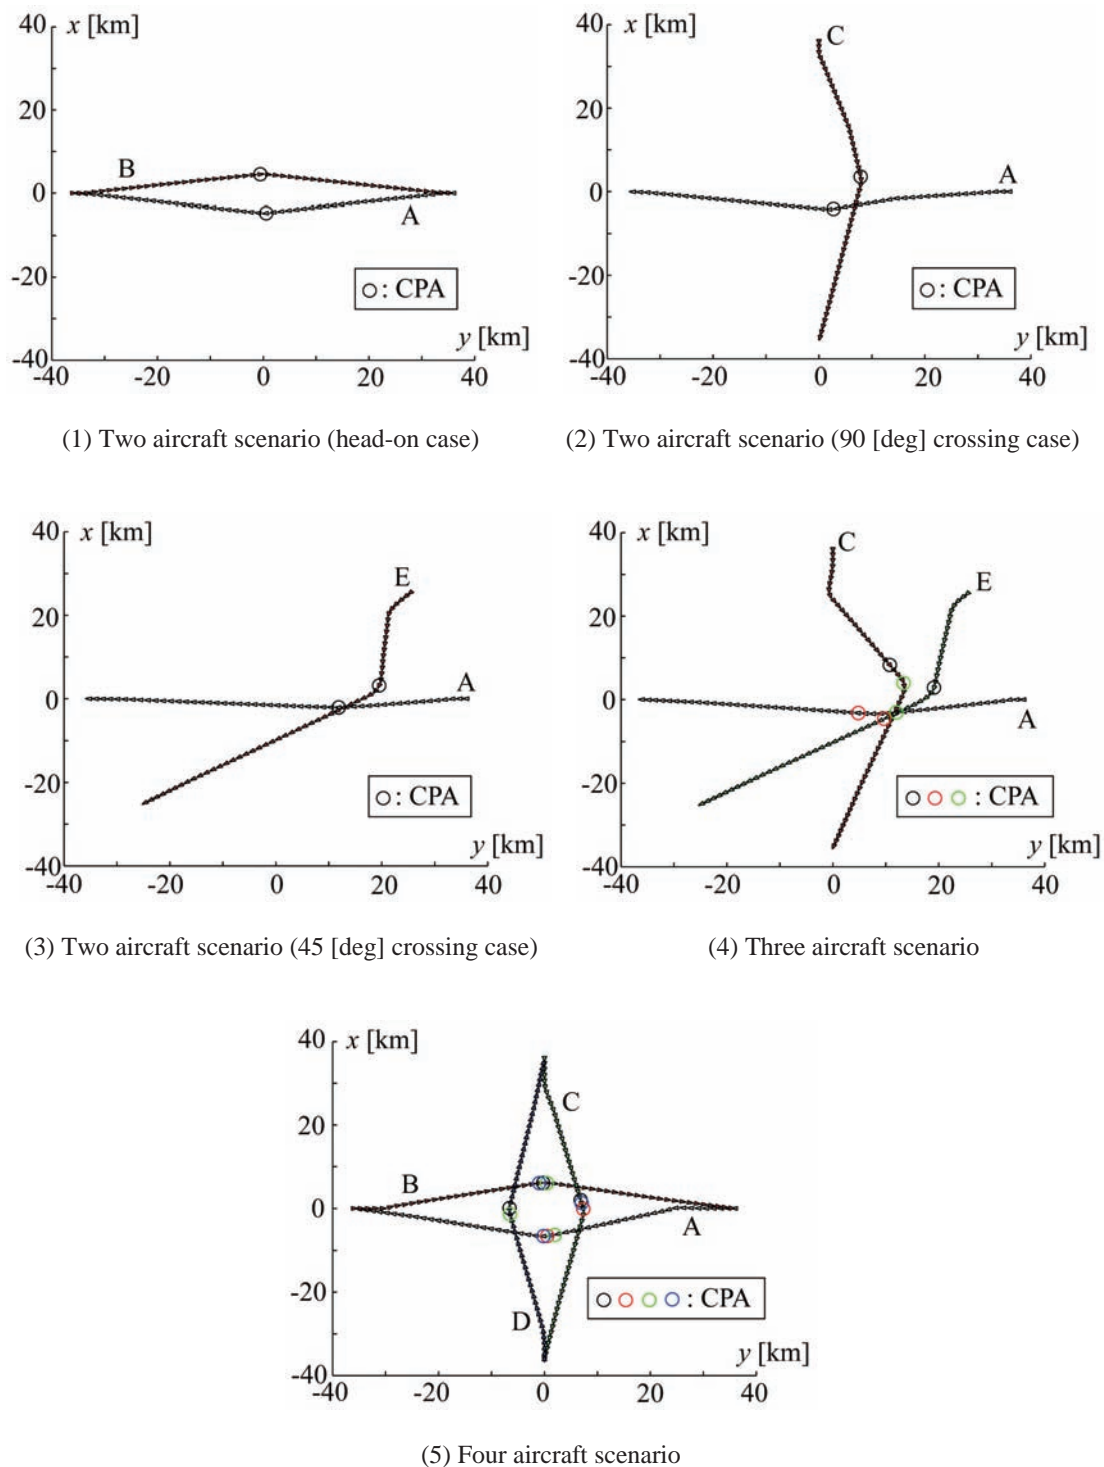 40
x [km]
20
B
0
A
-20
○ : CPA
y [km]
-40
-40
-20
0
20
40
(1) Two aircraft scenario (head-on case)
40
x [km]
C
20
A
0
-20
○ : CPA
y [km]
-40
-40
-20
0
20
40
(2) Two aircraft scenario (90 [deg] crossing case)
40
x [km]
E
20
A
0
-20
○ : CPA
y [km]
-40
-40
-20
0
20
40
(3) Two aircraft scenario (45 [deg] crossing case)
40
x [km]
C
E
20
0
A
-20
○ ○ ○ : CPA
y [km]
-40
-40
-20
0
20
40
(4) Three aircraft scenario
40
x [km]
C
20
B
0
A
-20
○ ○ ○ ○ : CPA
D
y [km]
-40
-40
-20
0
20
40
(5) Four aircraft scenario